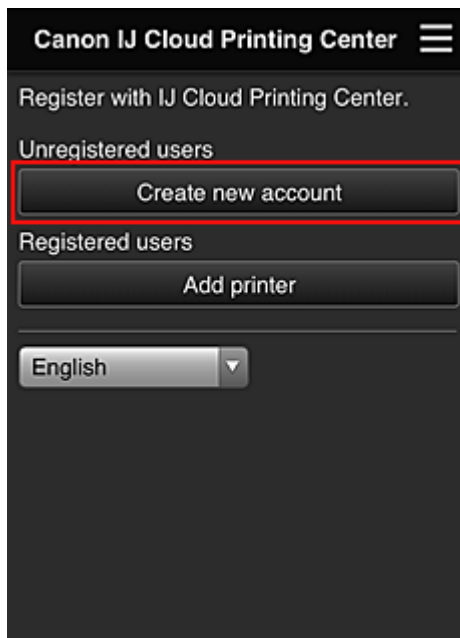 Canon IJ Cloud Printing Center
Register with IJ Cloud Printing Center.
Unregistered users
Create new account
Registered users
Add printer
English